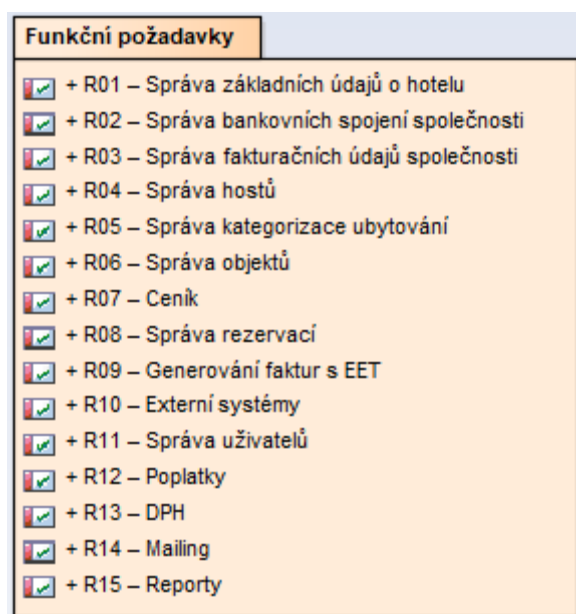 Funkční požadavky
+ R01 – Správa základních údajů o hotelu
+ R02 – Správa bankovních spojení společnosti
+ R03 – Správa fakturačních údajů společnosti
+ R04 – Správa hostů
+ R05 – Správa kategorizace ubytování
+ R06 – Správa objektů
+ R07 – Ceník
+ R08 – Správa rezervací
+ R09 – Generování faktur s EET
+ R10 – Externí systémy
+ R11 – Správa uživatelů
+ R12 – Poplatky
+ R13 – DPH
+ R14 – Mailing
+ R15 – Reporty